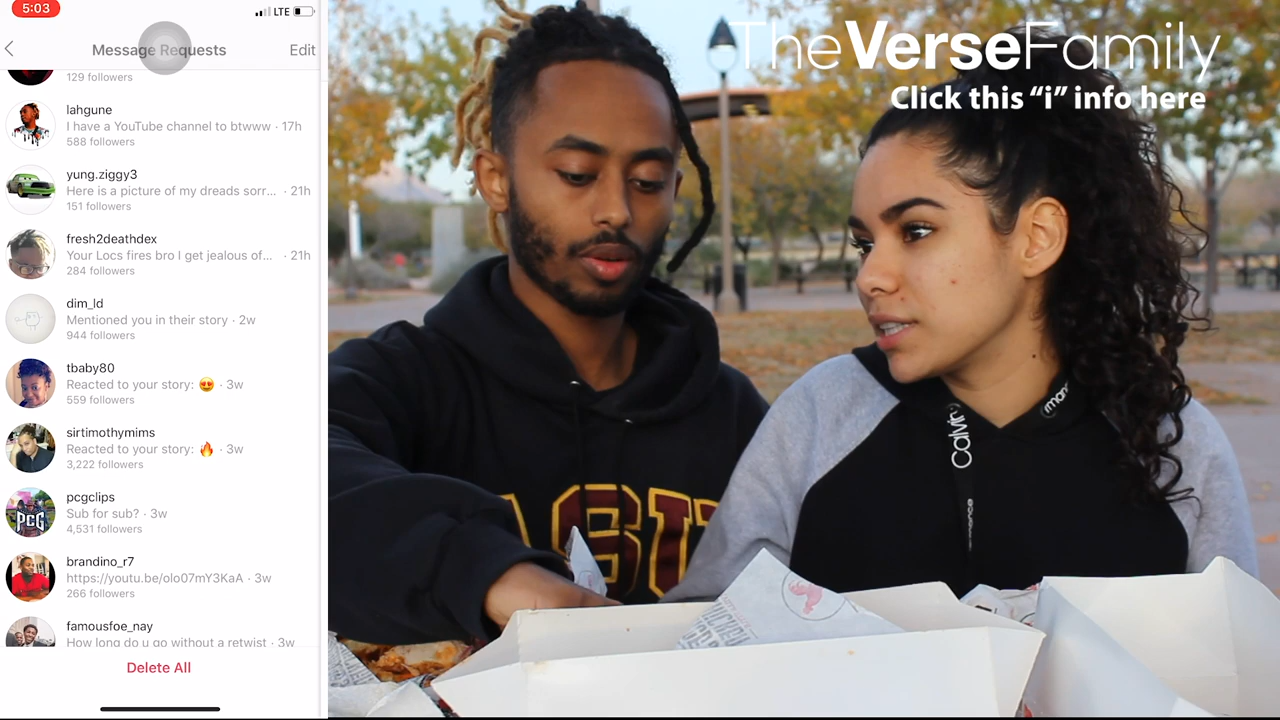 5:03
LTE
Message Requests
Edit
129 followers
lahgune
I have a YouTube channel to btwww · 17h
588 followers
yung.ziggy3
Here is a picture of my dreads sorr... · 21h
151 followers
fresh2deathdex
Your Locs fires bro I get jealous of... · 21h
284 followers
dim_ld
Mentioned you in their story · 2w
944 followers
tbaby80
Reacted to your story: 😍 · 3w
559 followers
sirtimothymims
Reacted to your story: 🔥 · 3w
3,222 followers
pcgclips
Sub for sub? · 3w
4,531 followers
PCG
brandino_r7
https://youtu.be/olo07mY3KaA · 3w
266 followers
famousfoe_nay
How long do u go without a retwist · 3w
Delete All
TheVerseFamily
Click this “i” info here
Calvin
ASU